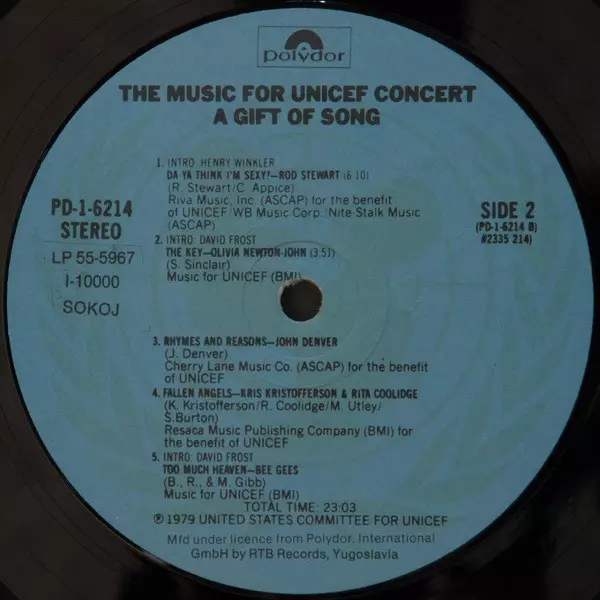 polydor
THE MUSIC FOR UNICEF CONCERT
A GIFT OF SONG
PD-1-6214
STEREO
LP 55-5967
I-10000
SOKOJ
SIDE 2
(PD-1-6214 B)
#2335 214)
1. INTRO: HENRY WINKLER
DA YA THINK I'M SEXY?—ROD STEWART (6:10)
(R. Stewart/C. Appice)
Riva Music, Inc. (ASCAP) for the benefit
of UNICEF/WB Music Corp./Nite-Stalk Music
(ASCAP)
2. INTRO: DAVID FROST
THE KEY—OLIVIA NEWTON-JOHN (3:51)
(S. Sinclair)
Music for UNICEF (BMI)
3. RHYMES AND REASONS—JOHN DENVER
(J. Denver)
Cherry Lane Music Co. (ASCAP) for the benefit
of UNICEF
4. FALLEN ANGELS—KRIS KRISTOFFERSON & RITA COOLIDGE
(K. Kristofferson/R. Coolidge/M. Utley/
S.Burton)
Resaca Music Publishing Company (BMI) for
the benefit of UNICEF
5. INTRO: DAVID FROST
TOO MUCH HEAVEN—BEE GEES
(B., R., & M. Gibb)
Music for UNICEF (BMI)
TOTAL TIME: 23:03
℗ 1979 UNITED STATES COMMITTEE FOR UNICEF
Mfd under licence from Polydor, International
GmbH by RTB Records, Yugoslavia